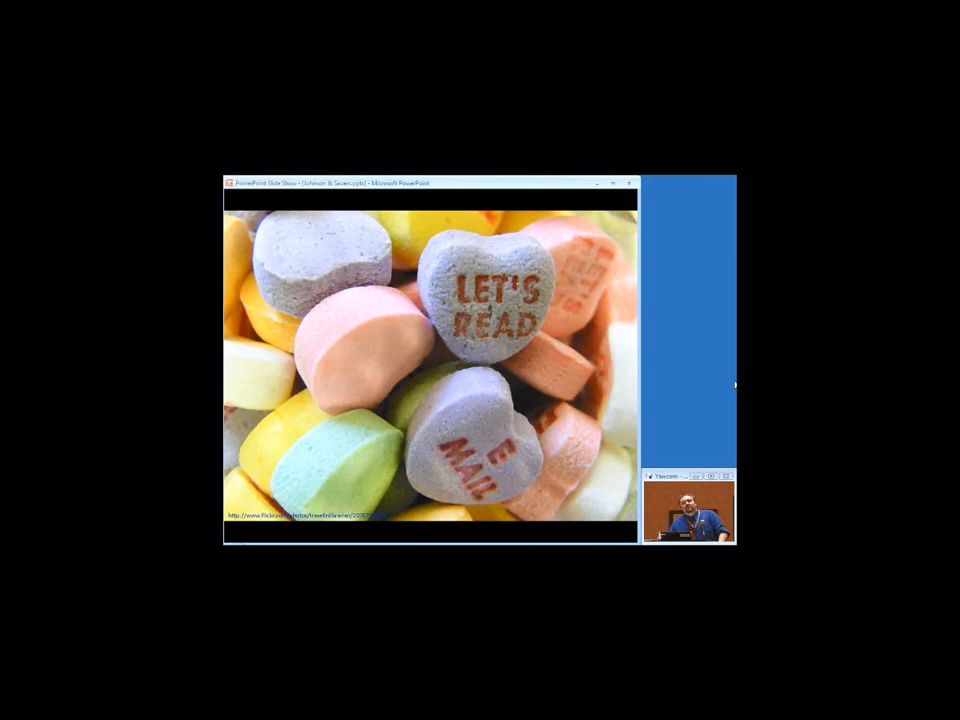 PowerPoint Slide Show - [Johnson & Sauers.pptx] - Microsoft PowerPoint
LET'S
READ
E
MAIL
Yawcam - ...